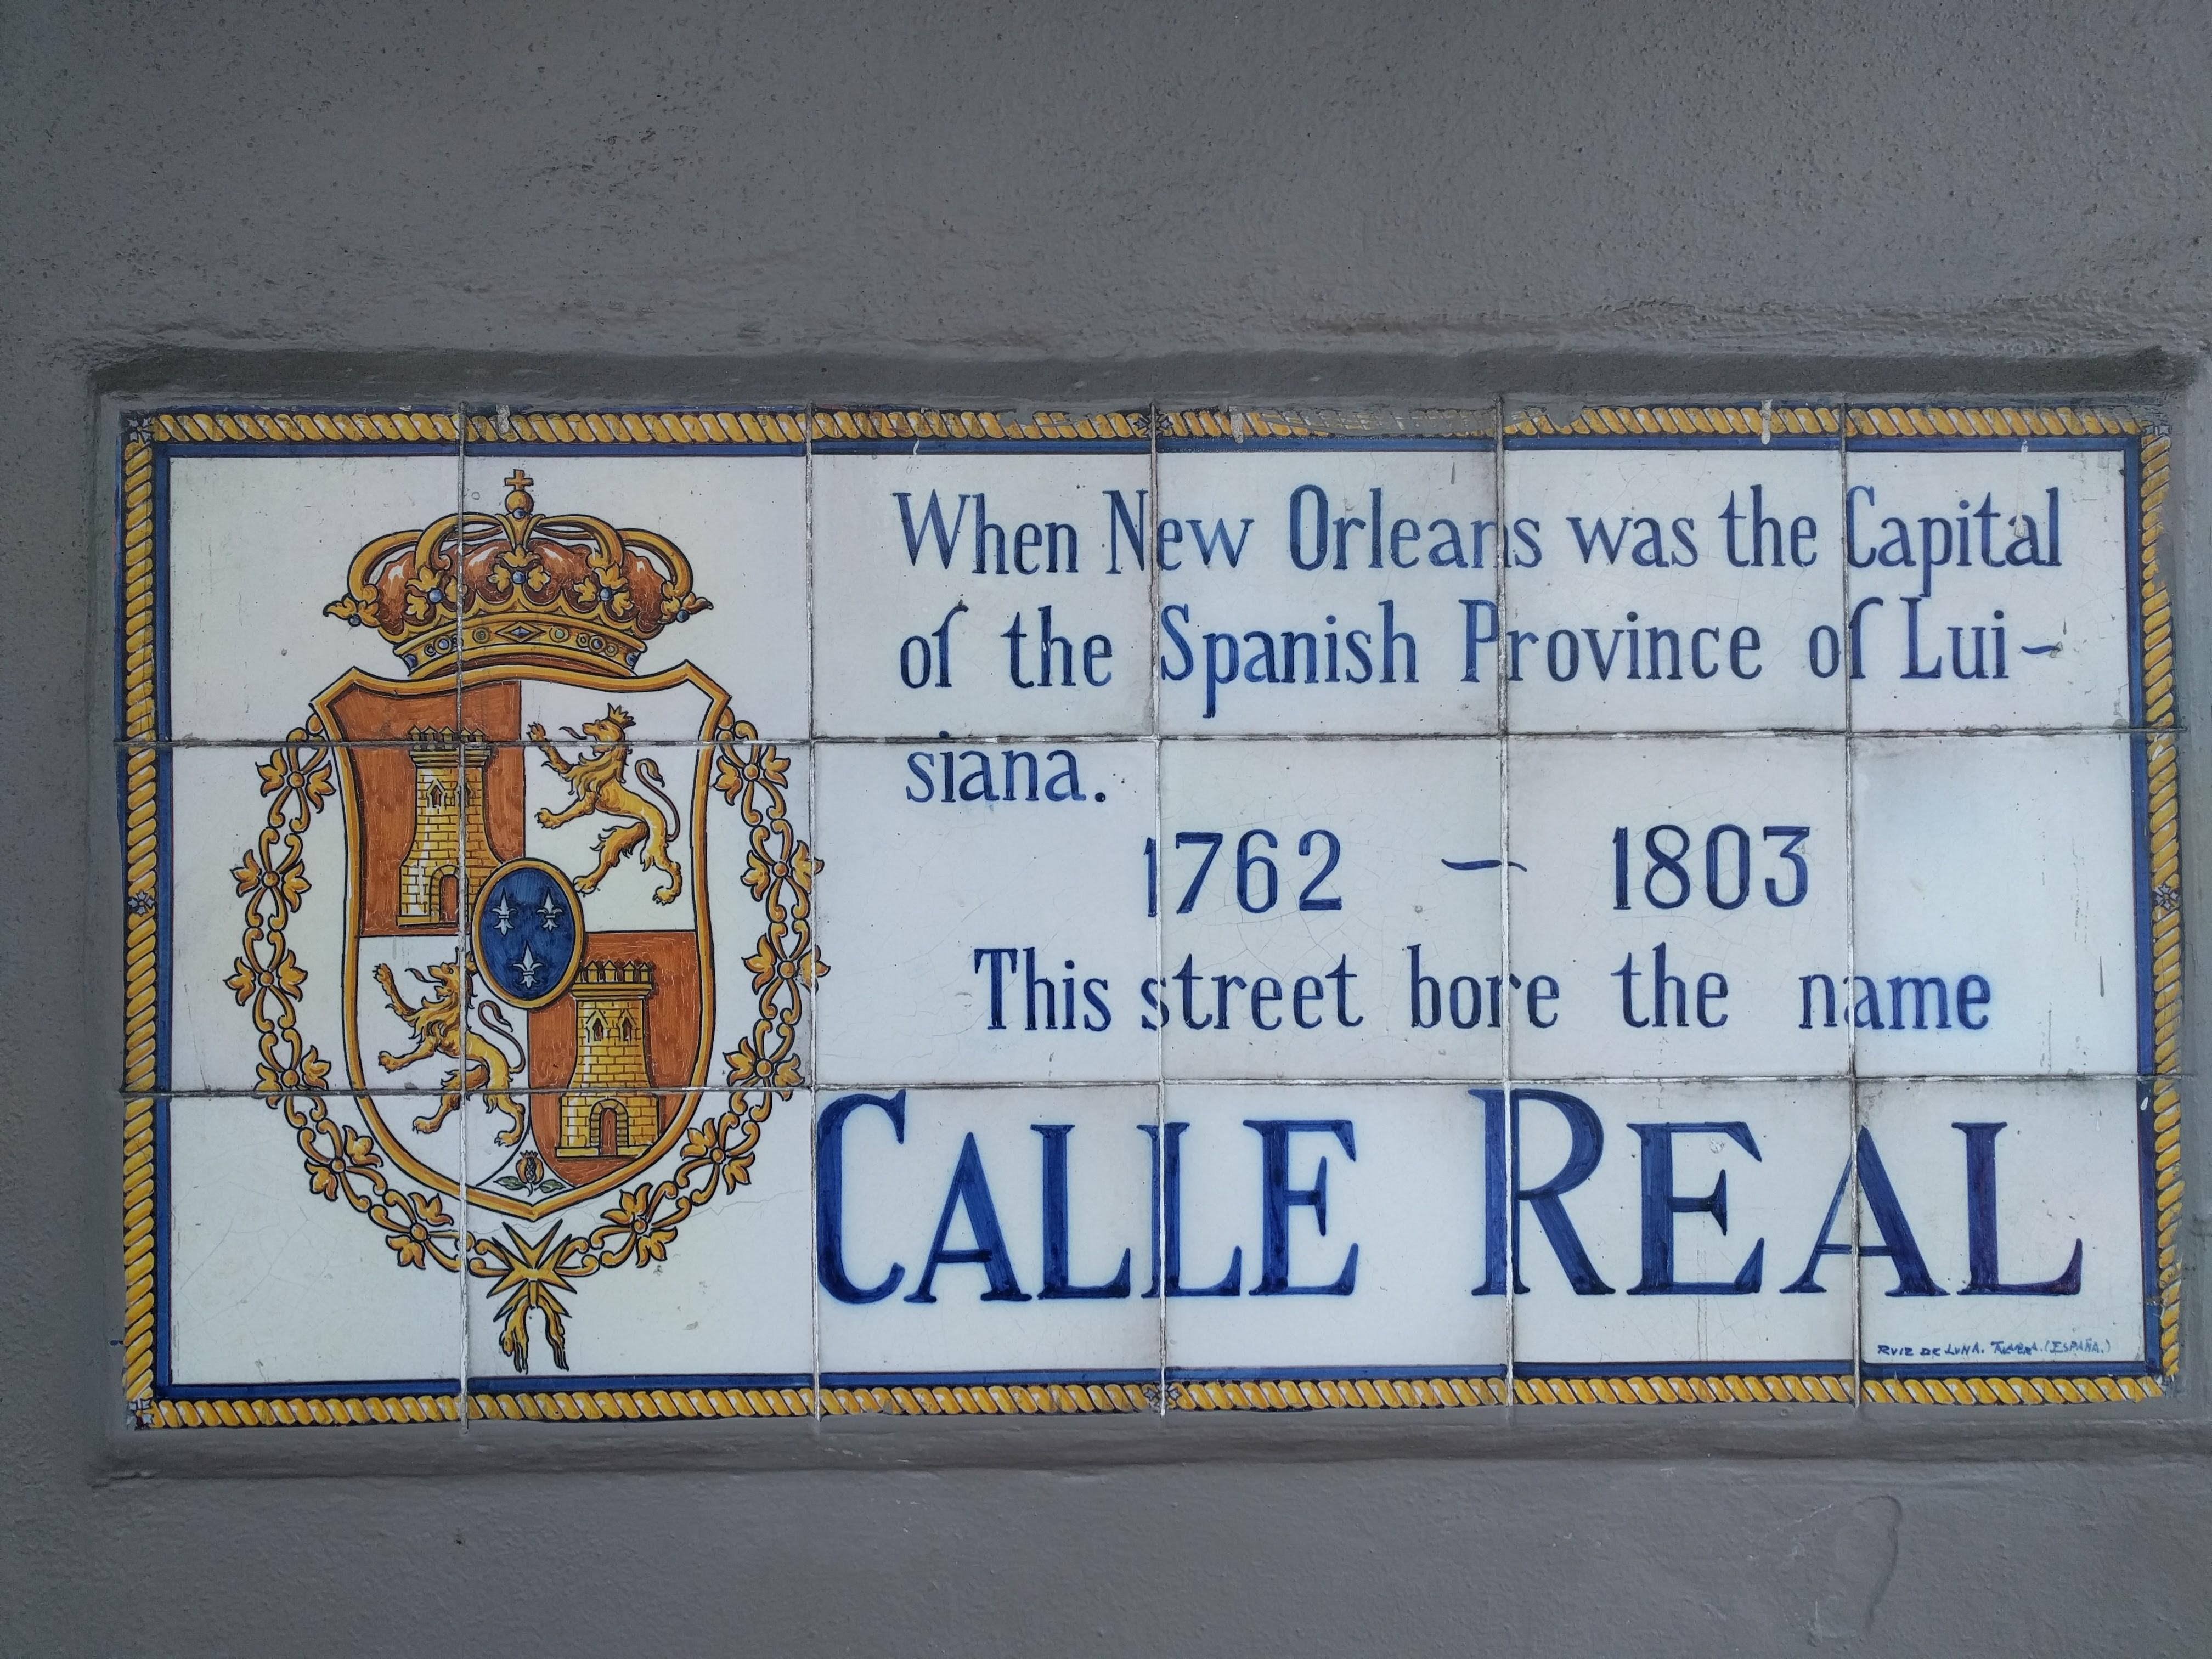 When New Orleans was the Capital
of the Spanish Province of Lui-
siana.
1762 - 1803
This street bore the name
CALLE REAL
RUIZ DE LUNA. TALAVERA. (ESPAÑA.)